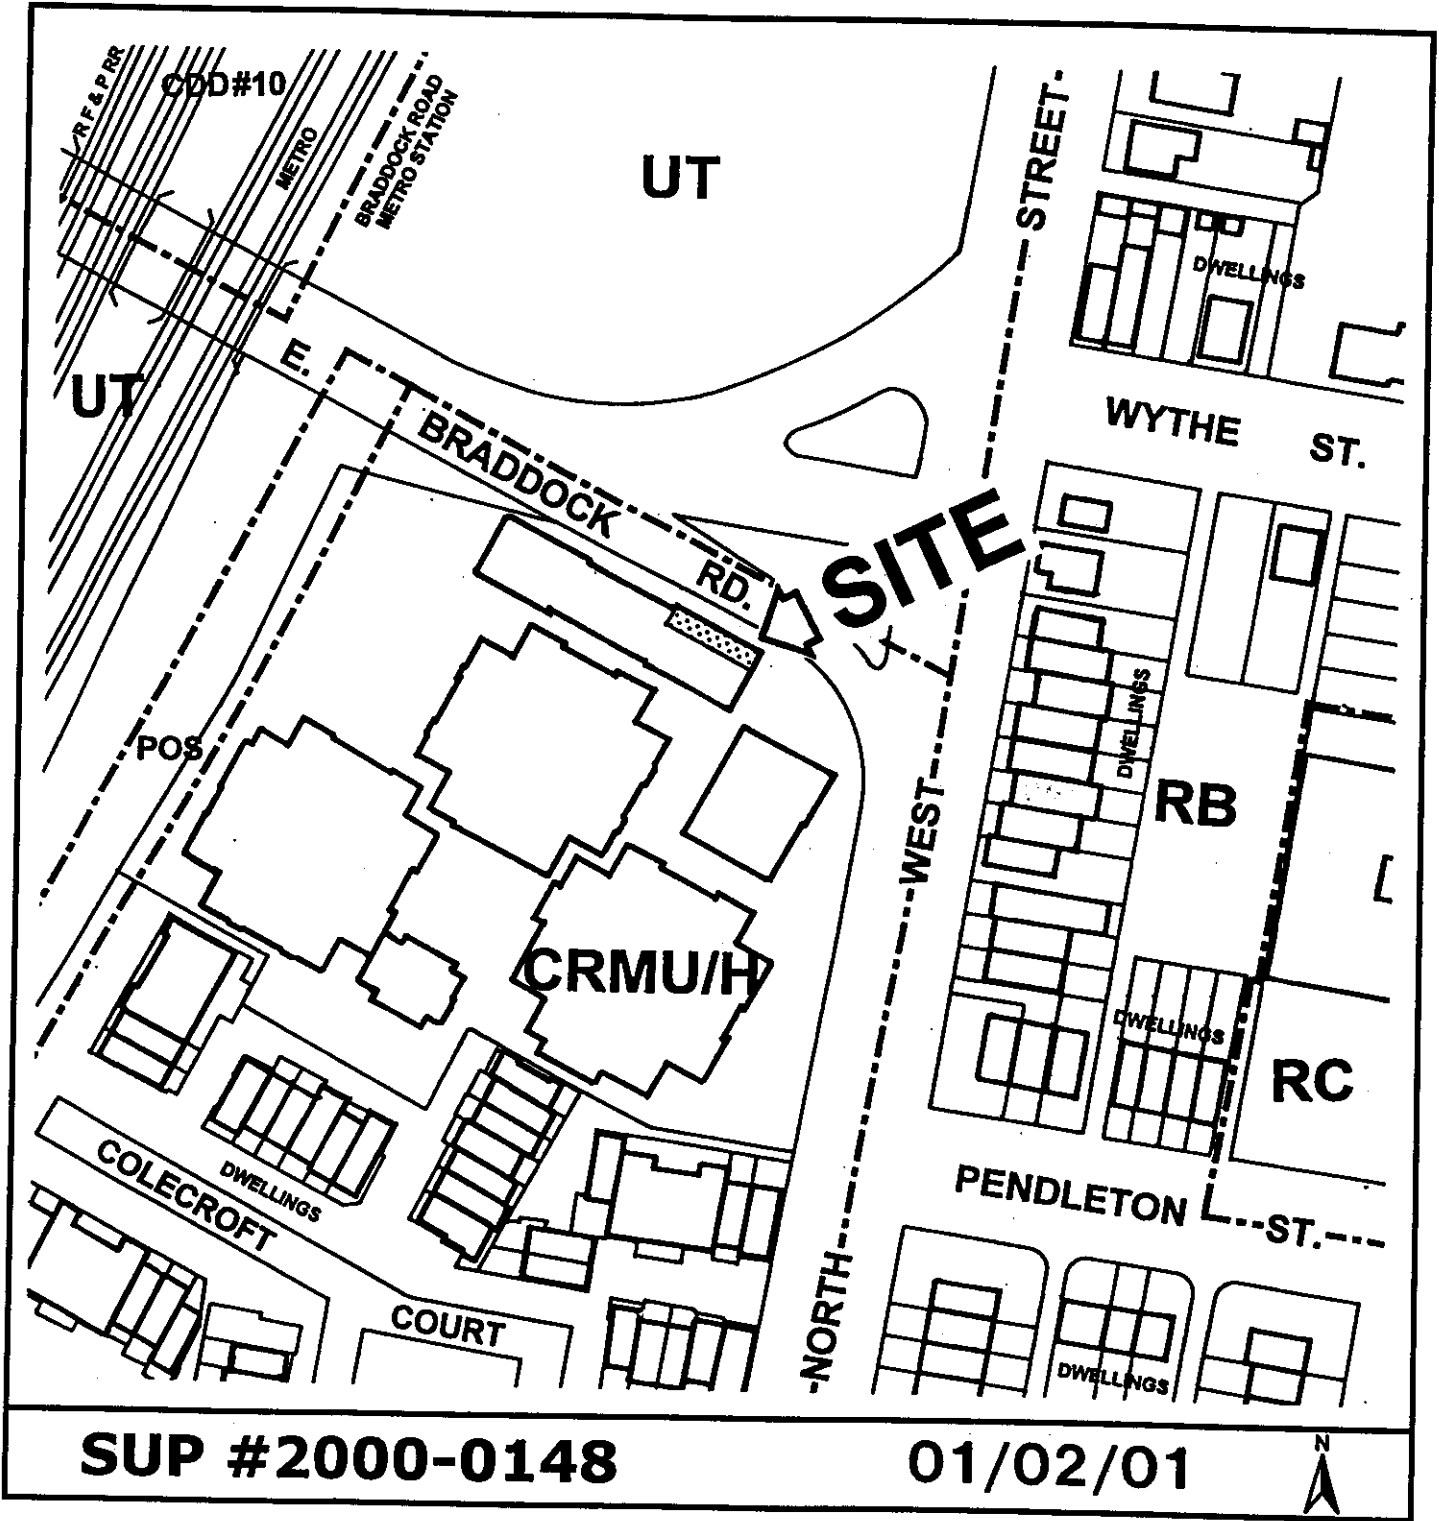 R F & P RR
CDD#10
METRO
BRADDOCK ROAD
METRO STATION
UT
STREET
DWELLINGS
UT
E.
BRADDOCK
RD.
WYTHE
ST.
SITE
DWELLINGS
POS
WEST
RB
CRMU/H
DWELLINGS
RC
COLECROFT
DWELLINGS
PENDLETON
ST.
COURT
NORTH
DWELLINGS
SUP #2000-0148
01/02/01
N